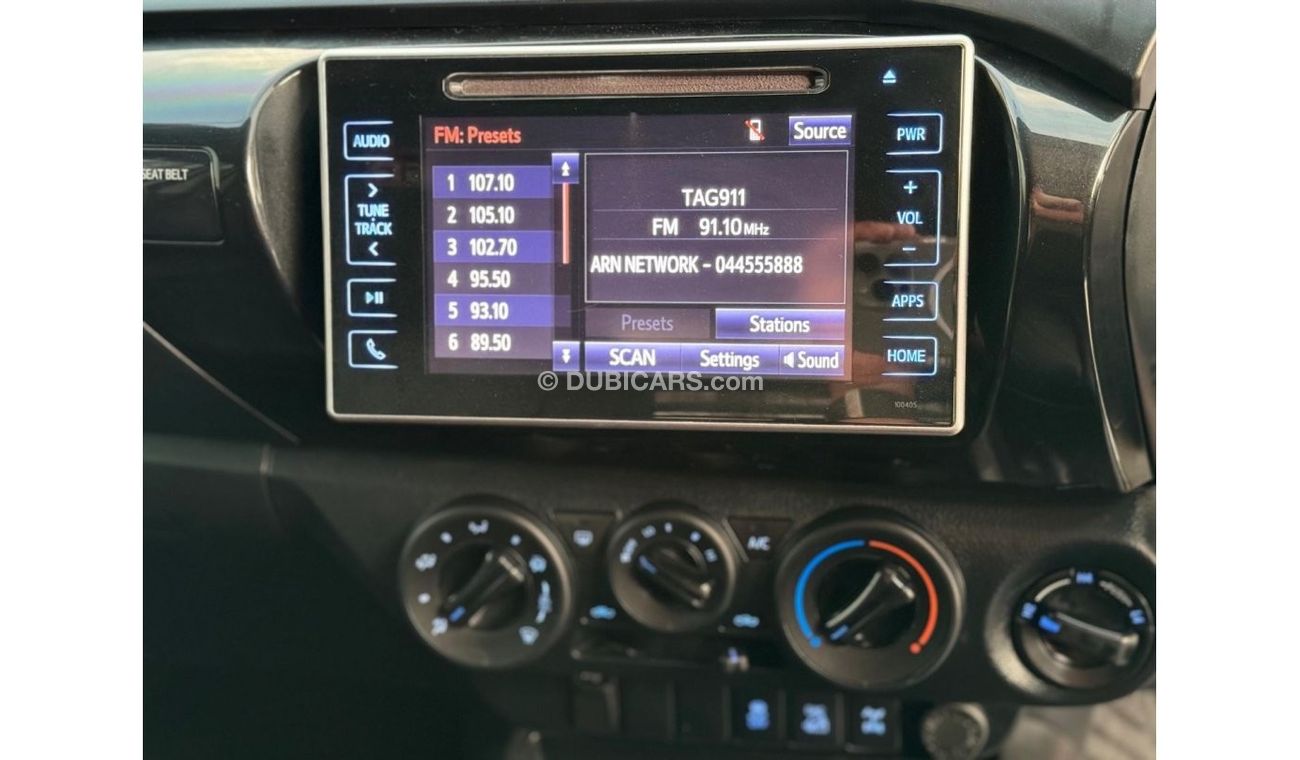 SEAT BELT
AUDIO
TUNE
TRACK
FM: Presets
Source
1 107.10
2 105.10
3 102.70
4 95.50
5 93.10
6 89.50
TAG911
FM 91.10 MHz
ARN NETWORK - 044555888
Presets
Stations
SCAN
Settings
Sound
PWR
+
VOL
-
APPS
HOME
100405
© DUBICARS.com
A/C